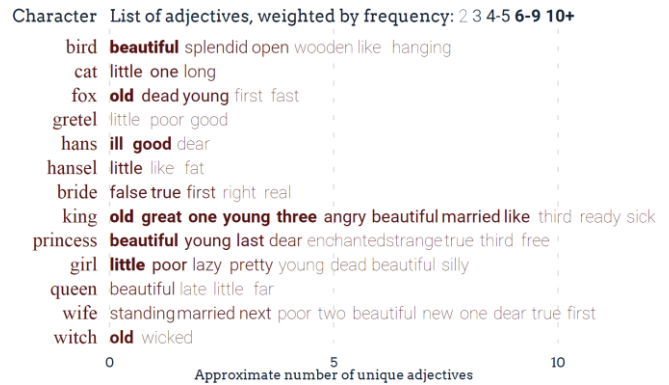 Character List of adjectives, weighted by frequency: 2 3 4-5 6-9 10+
bird beautiful splendid open wooden like hanging
cat little one long
fox old dead young first fast
gretel little poor good
hans ill good dear
hansel little like fat
bride false true first right real
king old great one young three angry beautiful married like third ready sick
princess beautiful young last dear enchanted strange true third free
girl little poor lazy pretty young dead beautiful silly
queen beautiful late little far
wife standing married next poor two beautiful new one dear true first
witch old wicked
0 5 10
Approximate number of unique adjectives